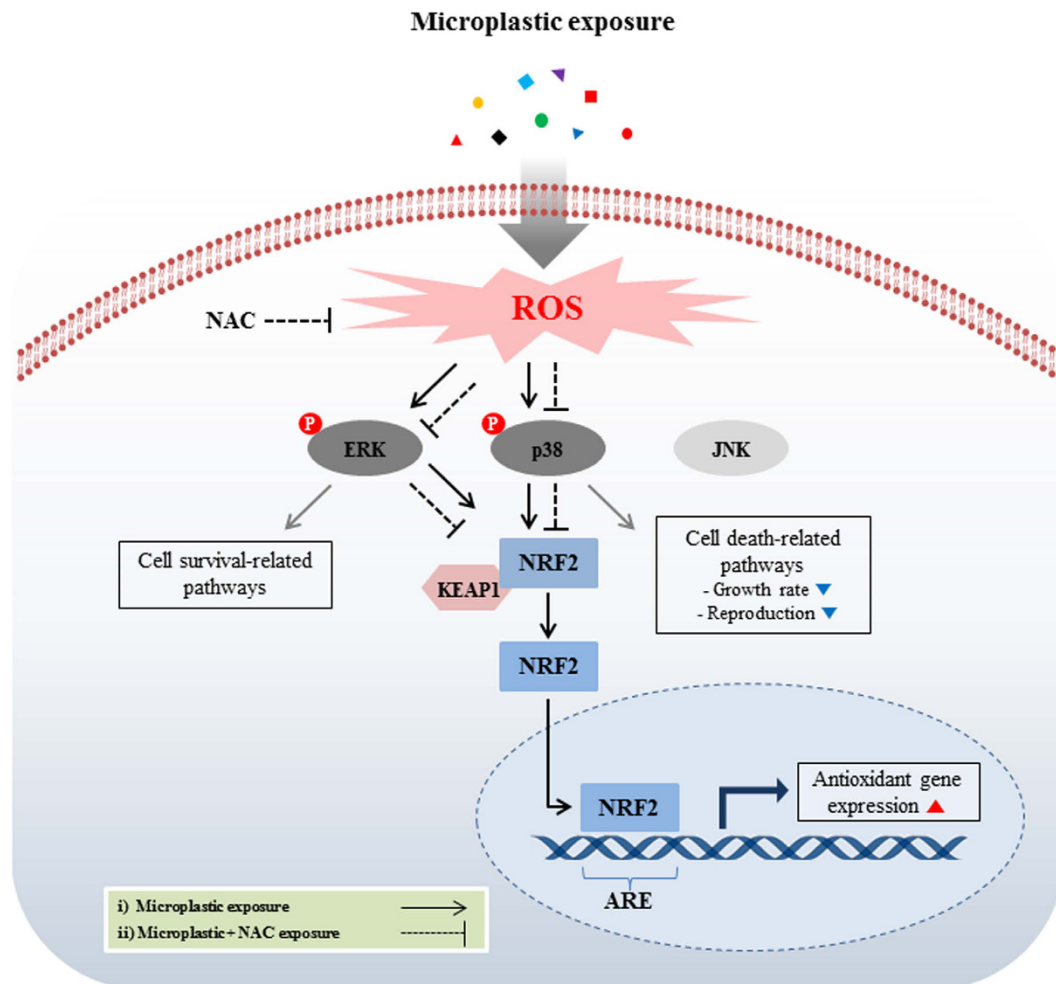 Microplastic exposure
ROS
NAC
P
ERK
P
p38
JNK
Cell survival-related
pathways
Cell death-related
pathways
- Growth rate
- Reproduction
NRF2
KEAP1
NRF2
Antioxidant gene
expression
NRF2
ARE
i) Microplastic exposure
ii) Microplastic + NAC exposure